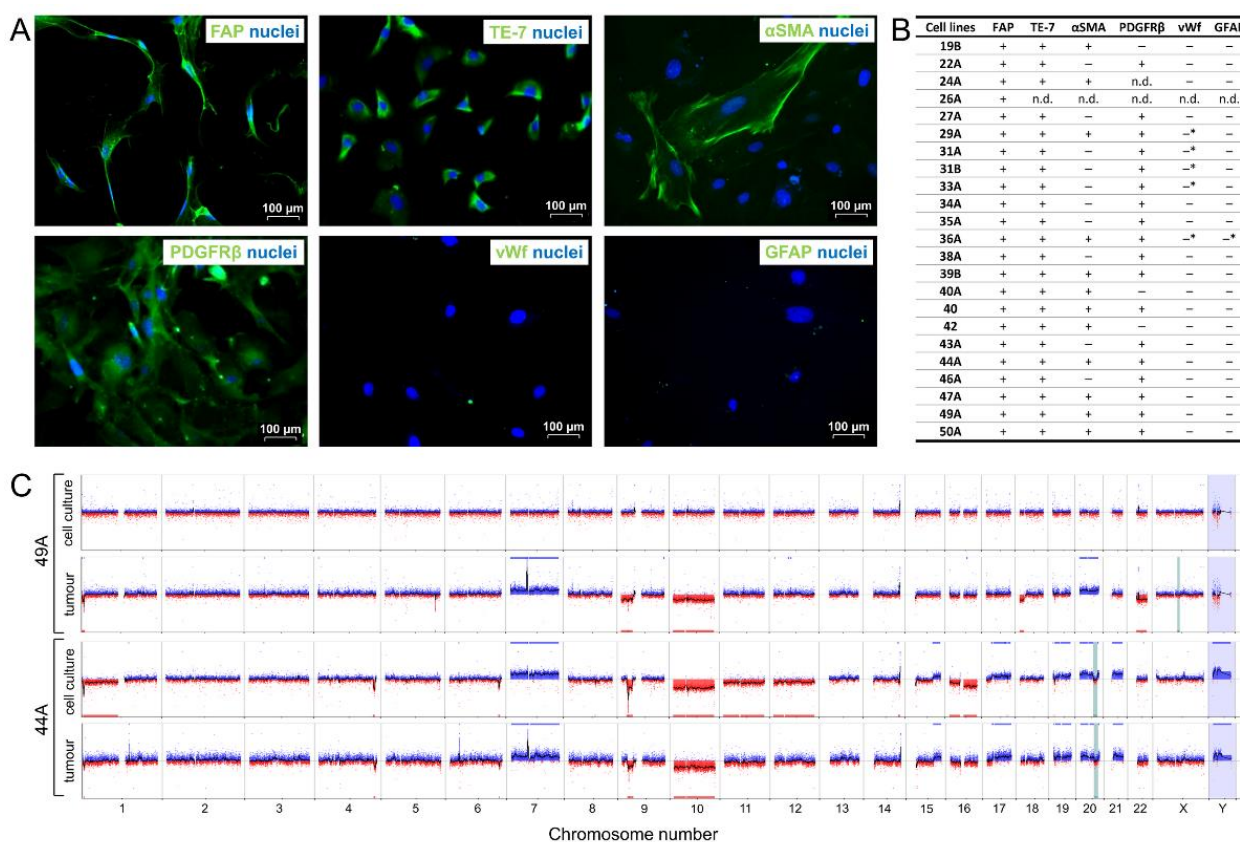 A
FAP nuclei
100 µm
TE-7 nuclei
100 µm
αSMA nuclei
100 µm
PDGFRβ nuclei
100 µm
vWf nuclei
100 µm
GFAP nuclei
100 µm
B
Cell lines FAP TE-7 αSMA PDGFRβ vWf GFAP
19B + + + – – –
22A + + – + – –
24A + + + n.d. – –
26A + n.d. n.d. n.d. n.d. n.d.
27A + + – + – –
29A + + + + –* –
31A + + – + –* –
31B + + – + –* –
33A + + – + –* –
34A + + – + – –
35A + + – + – –
36A + + + + –* –*
38A + + – + – –
39B + + + + – –
40A + + + – – –
40 + + + + – –
42 + + + – – –
43A + + – + – –
44A + + + + – –
46A + + – + – –
47A + + + + – –
49A + + + + – –
50A + + + + – –
C
49A
cell culture
tumour
44A
cell culture
tumour
1 2 3 4 5 6 7 8 9 10 11 12 13 14 15 16 17 18 19 20 21 22 X Y
Chromosome number